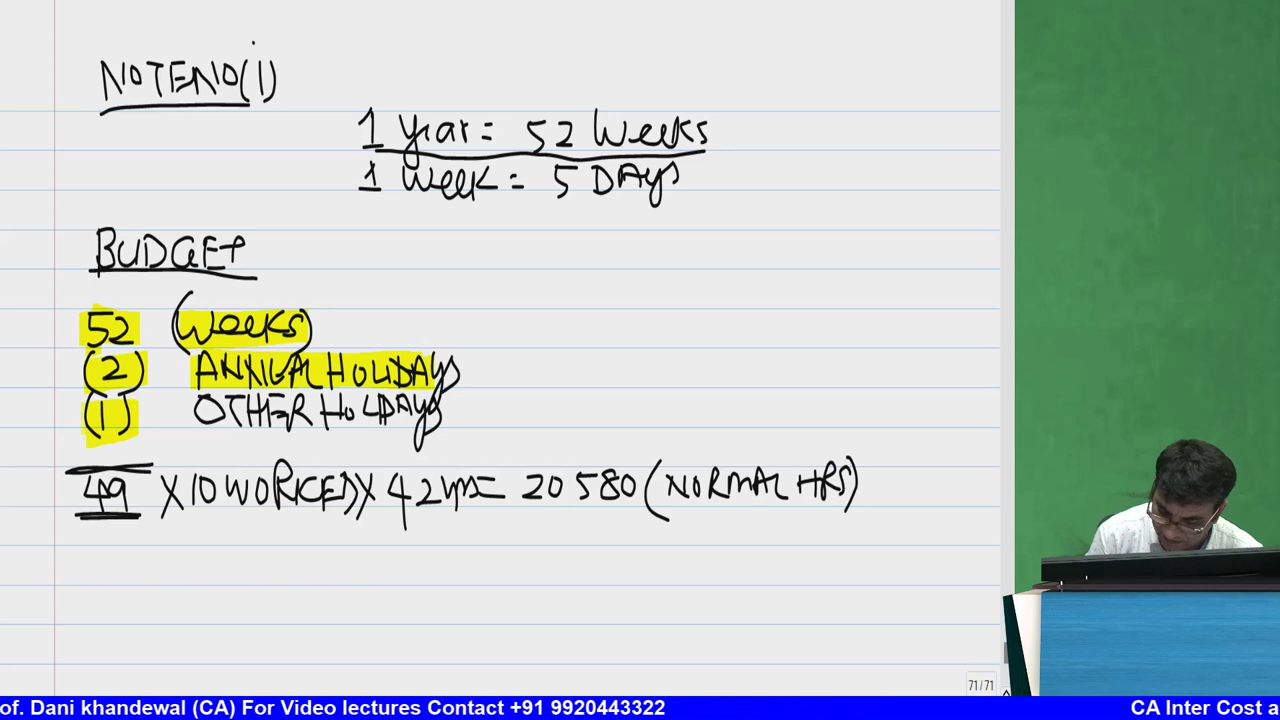 NOTE NO (i)
1 year = 52 Weeks
1 Week = 5 DAys
BUDGET
52 (Weeks)
(2) ANNUAL HOLIDAYS
(1) OTHER HOLIDAYS
49 X 10 WORKERS X 42 hrs = 20 580 (NORMAL HRS)
71/71
of. Dani khandewal (CA) For Video lectures Contact +91 9920443322
CA Inter Cost a